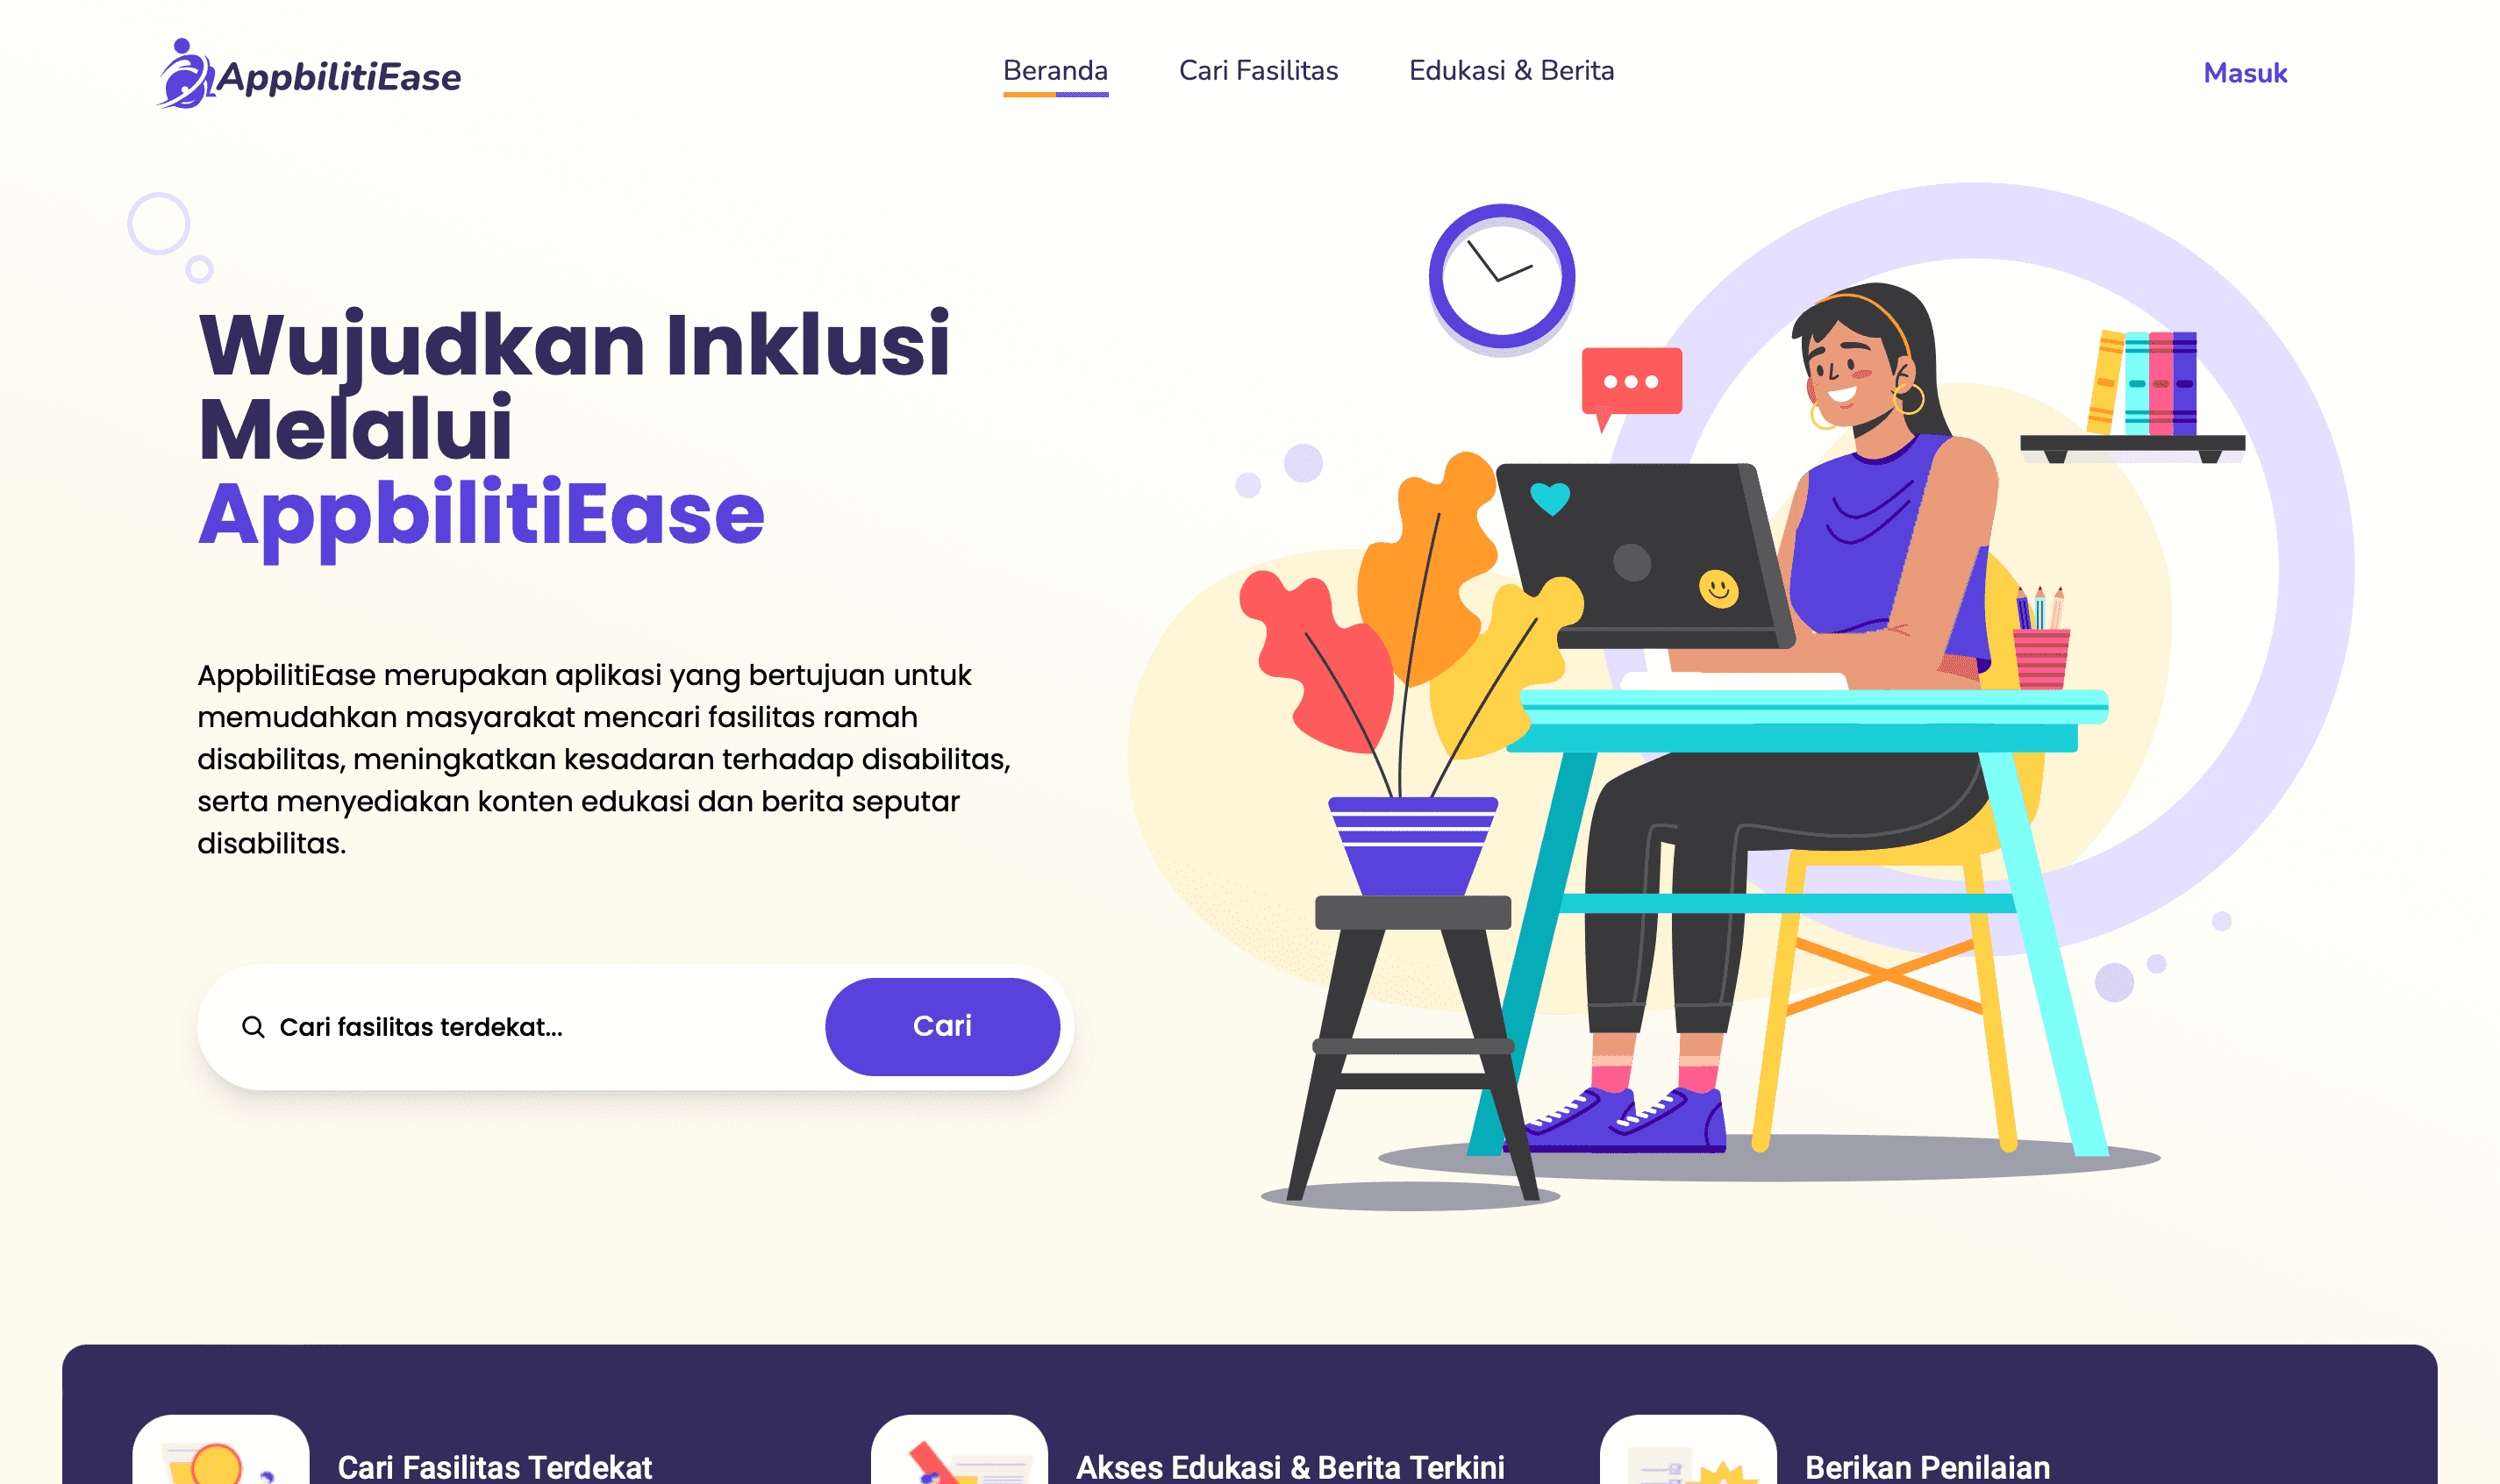 AppbilitiEase
Beranda
Cari Fasilitas
Edukasi & Berita
Masuk
Wujudkan Inklusi
Melalui
AppbilitiEase
AppbilitiEase merupakan aplikasi yang bertujuan untuk
memudahkan masyarakat mencari fasilitas ramah
disabilitas, meningkatkan kesadaran terhadap disabilitas,
serta menyediakan konten edukasi dan berita seputar
disabilitas.
Cari fasilitas terdekat...
Cari
Cari Fasilitas Terdekat
Akses Edukasi & Berita Terkini
Berikan Penilaian